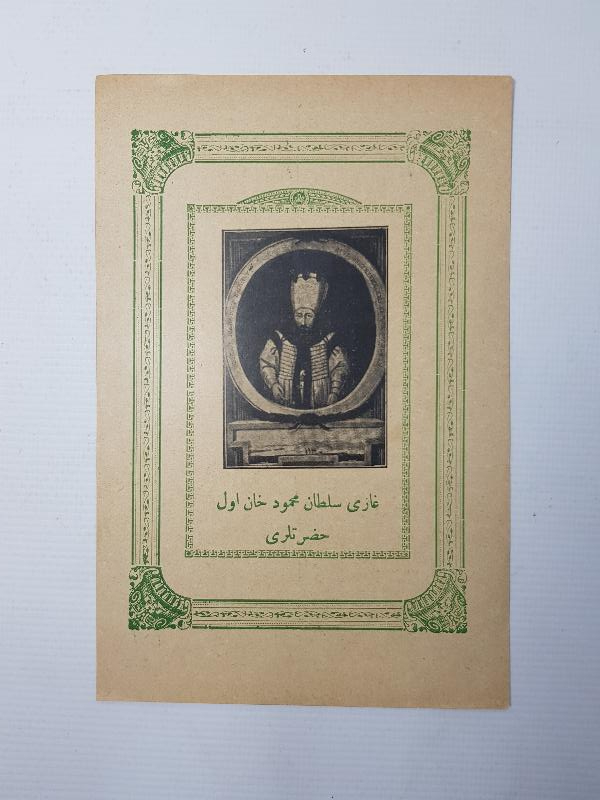 غازی سلطان محمود خان اول
حضرتلری